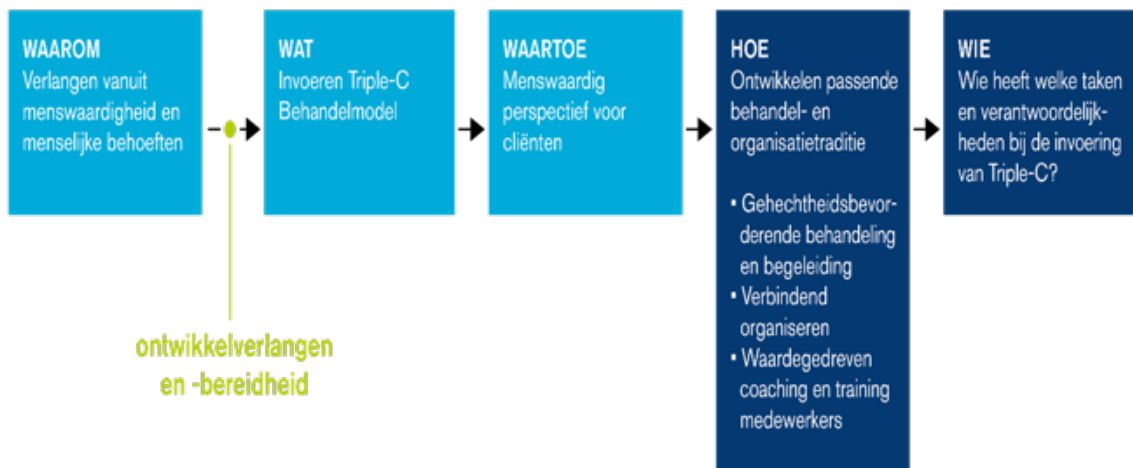 WAAROM
Verlangen vanuit
menswaardigheid en
menselijke behoeften
ontwikkelverlangen
en -bereidheid
WAT
Invoeren Triple-C
Behandelmodel
WAARTOE
Menswaardig
perspectief voor
cliënten
HOE
Ontwikkelen passende
behandel- en
organisatietraditie
▪ Gehechtheidsbevor-
derende behandeling
en begeleiding
▪ Verbindend
organiseren
▪ Waardegedreven
coaching en training
medewerkers
WIE
Wie heeft welke taken
en verantwoordelijk-
heden bij de invoering
van Triple-C?